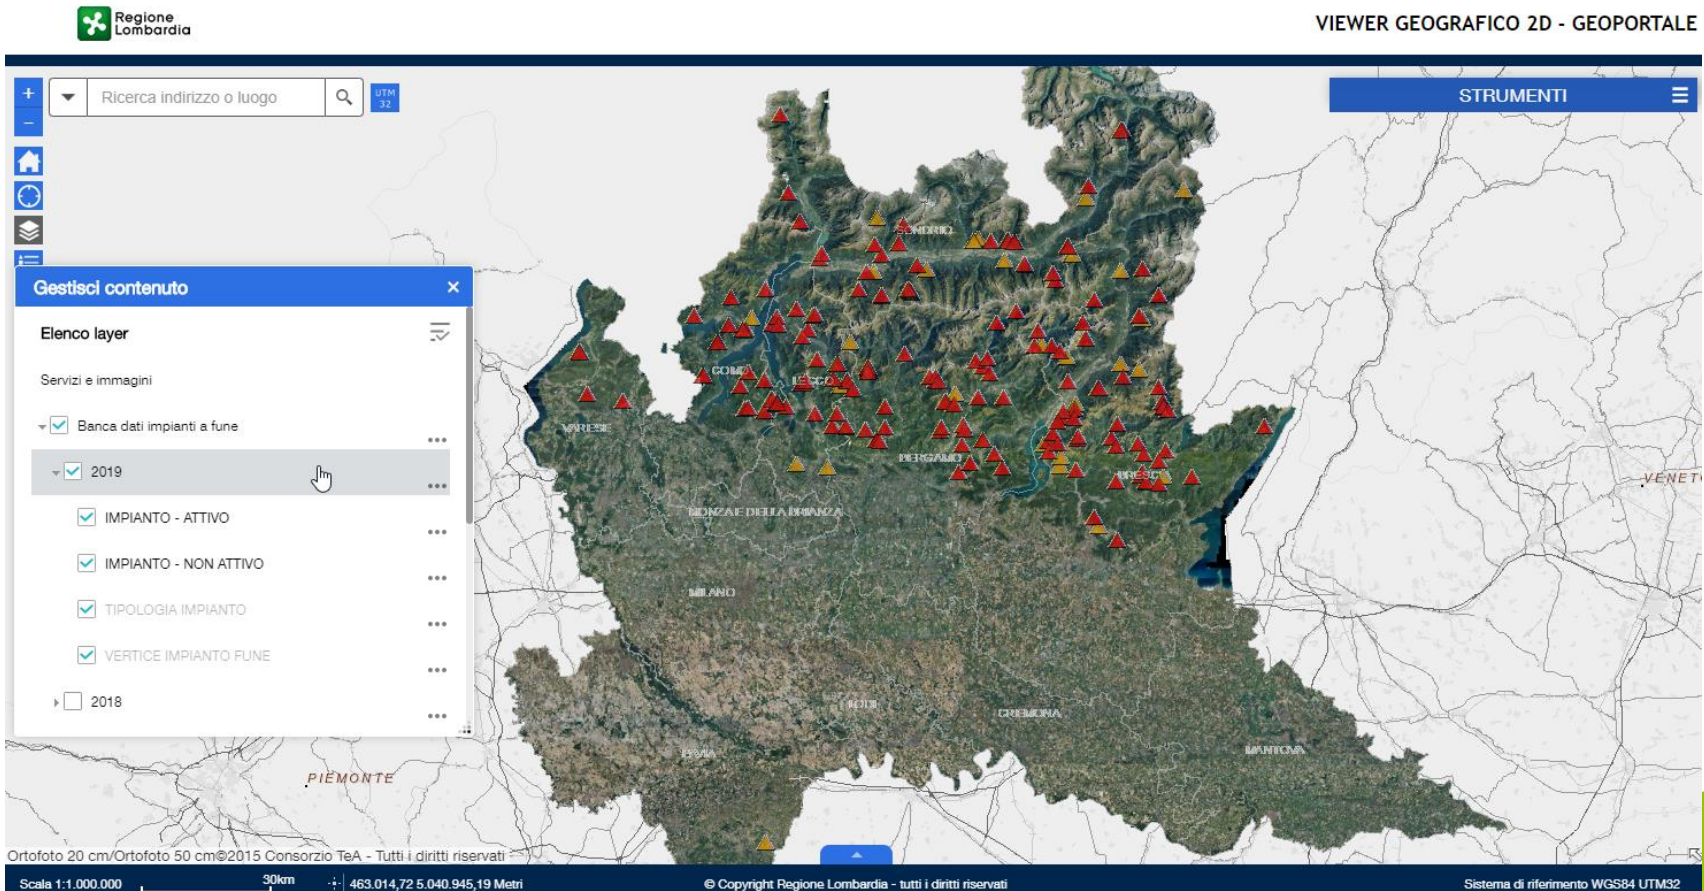 Regione
Lombardia
VIEWER GEOGRAFICO 2D - GEOPORTALE
+
Ricerca indirizzo o luogo
UTM
32
STRUMENTI
−
Gestisci contenuto
×
Elenco layer
Servizi e immagini
Banca dati impianti a fune
2019
IMPIANTO - ATTIVO
IMPIANTO - NON ATTIVO
TIPOLOGIA IMPIANTO
VERTICE IMPIANTO FUNE
2018
SONDRIO
COMO
LECCO
VARESE
BERGAMO
BRESCIA
VENETO
MONZA E DELLA BRIANZA
MILANO
LODI
CREMONA
PAVIA
MANTOVA
PIEMONTE
Ortofoto 20 cm/Ortofoto 50 cm©2015 Consorzio TeA - Tutti i diritti riservati
Scala 1:1.000.000
30km
463.014,72 5.040.945,19 Metri
© Copyright Regione Lombardia - tutti i diritti riservati
Sistema di riferimento WGS84 UTM32